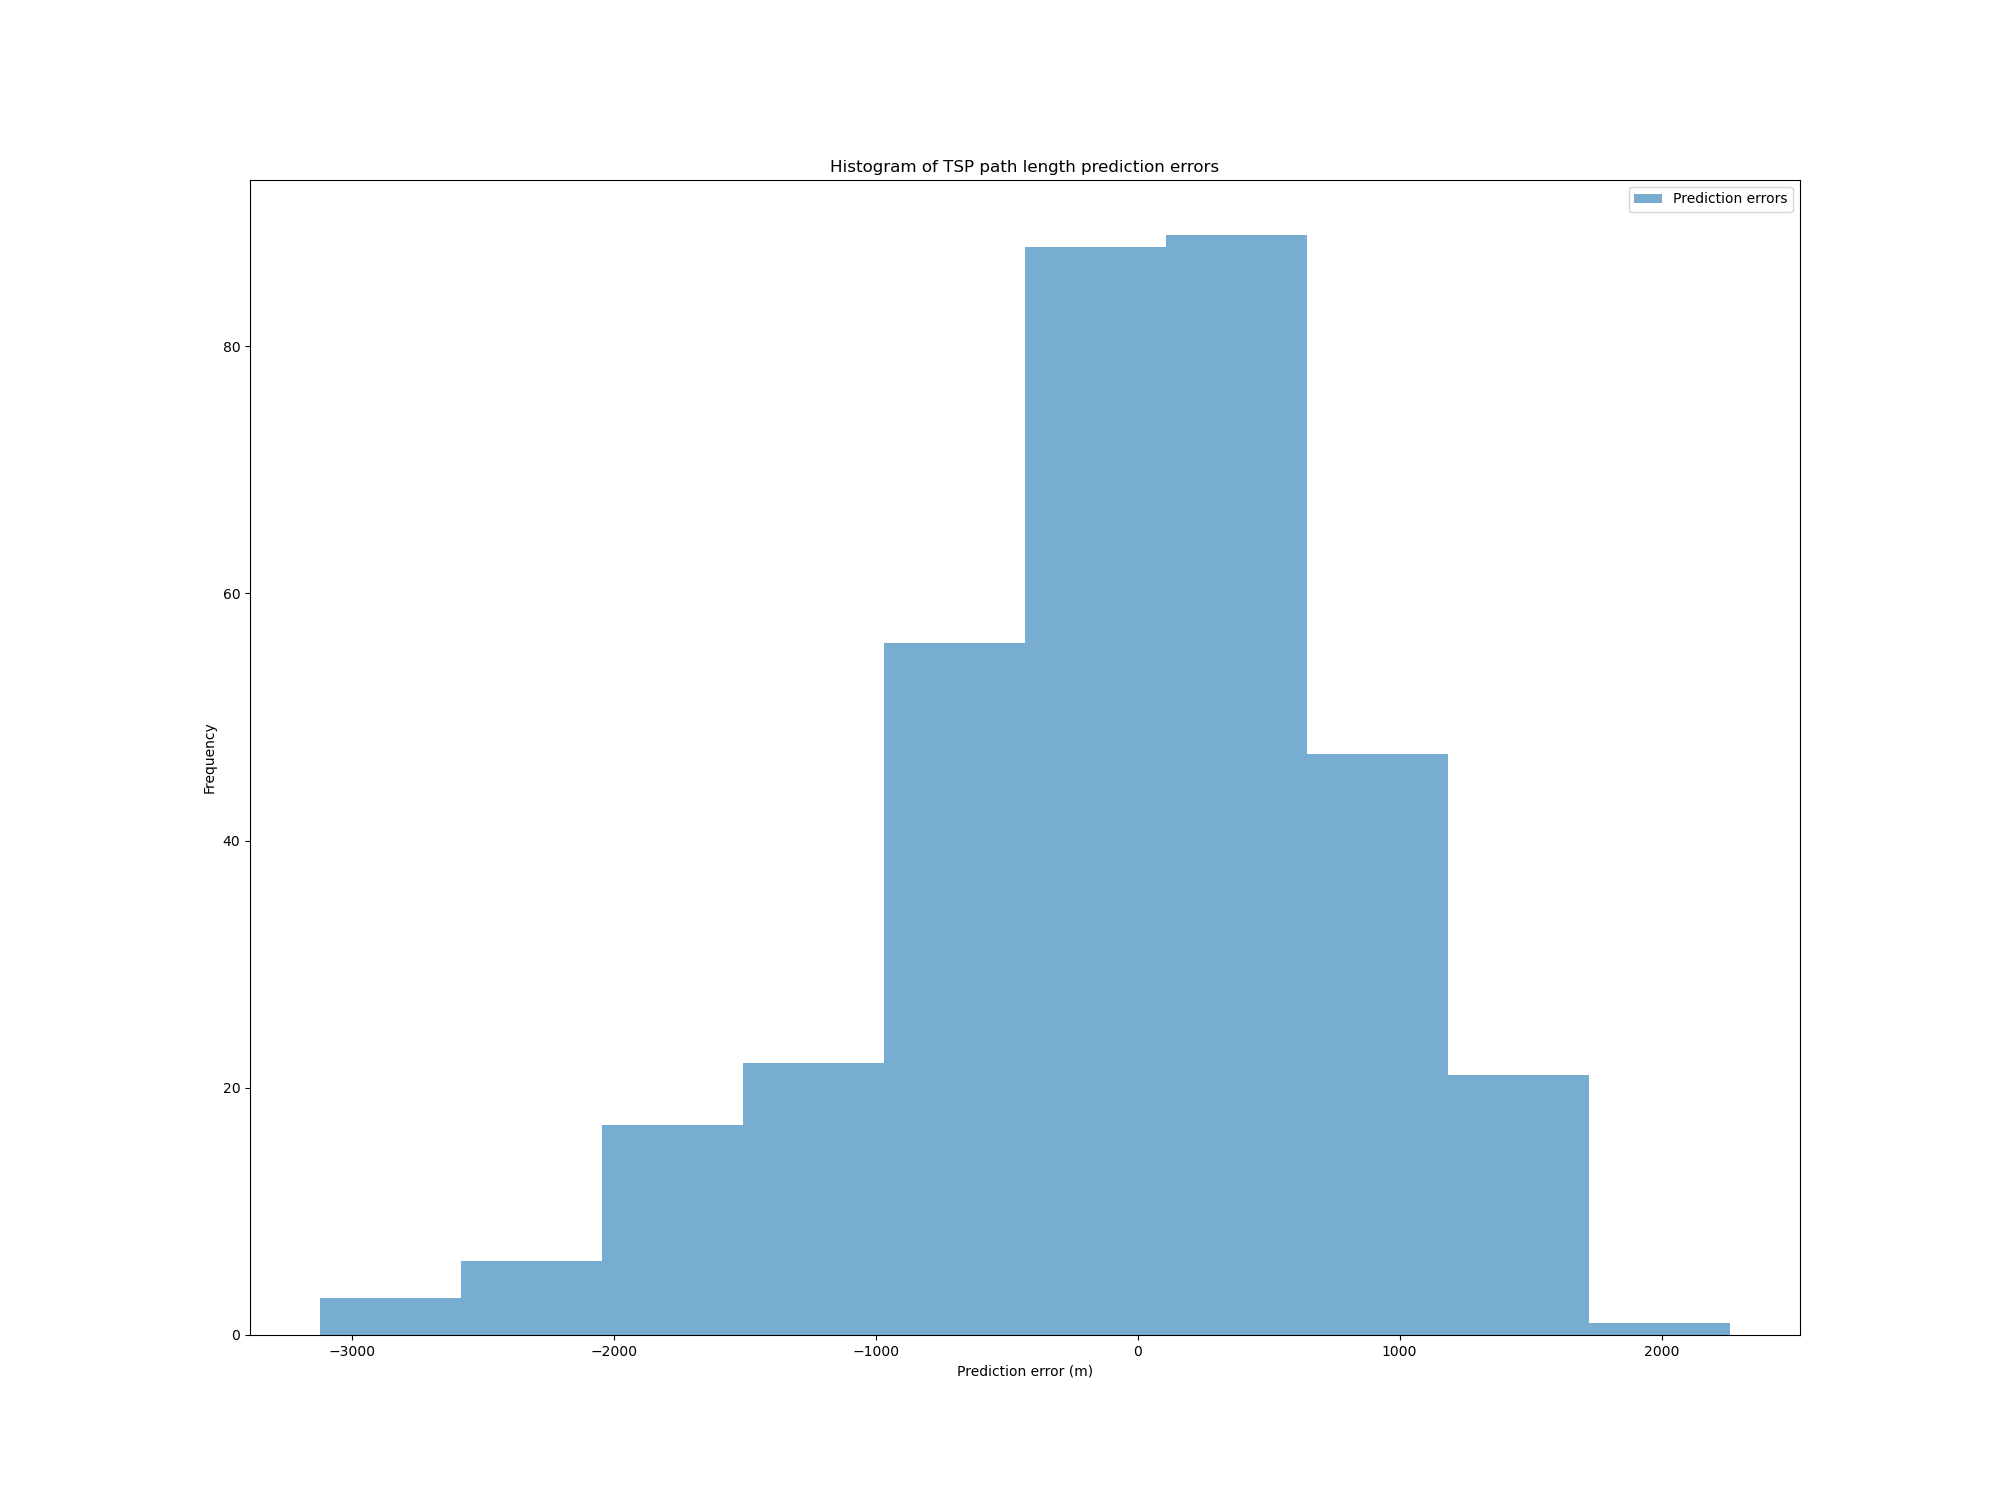 Histogram of TSP path length prediction errors
Prediction errors
80
60
40
20
0
Frequency
−3000
−2000
−1000
0
1000
2000
Prediction error (m)